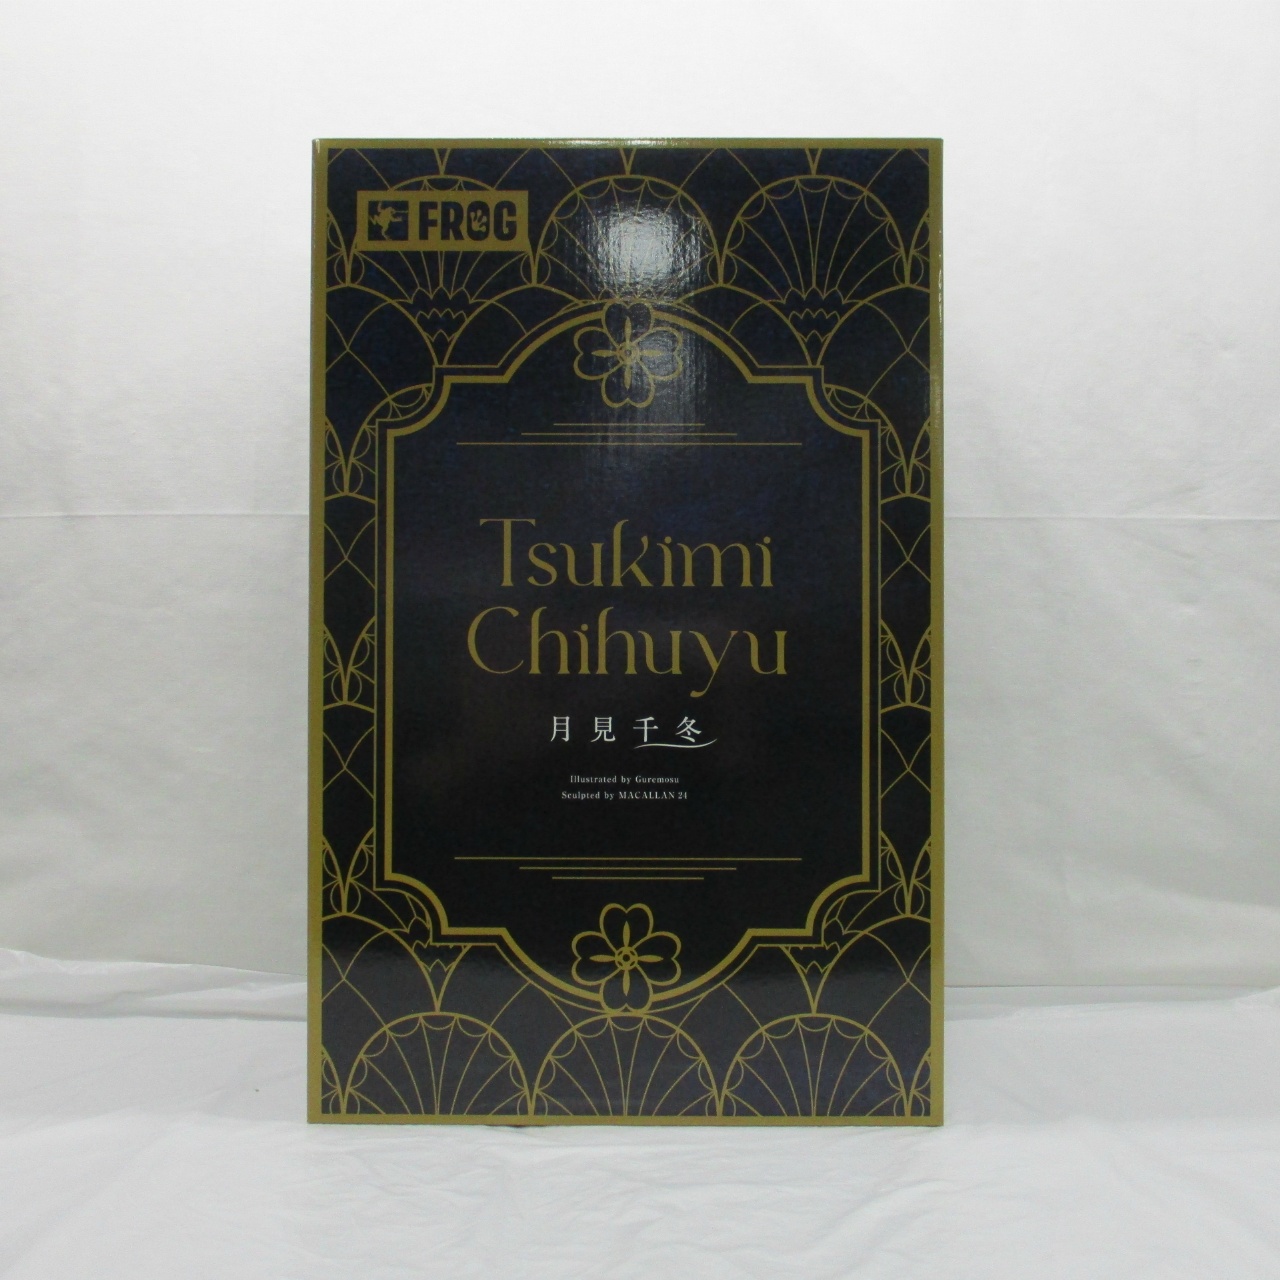 FROG
Tsukimi
Chihuyu
月見千冬
Illustrated by Guremosu
Sculpted by MACALLAN 24